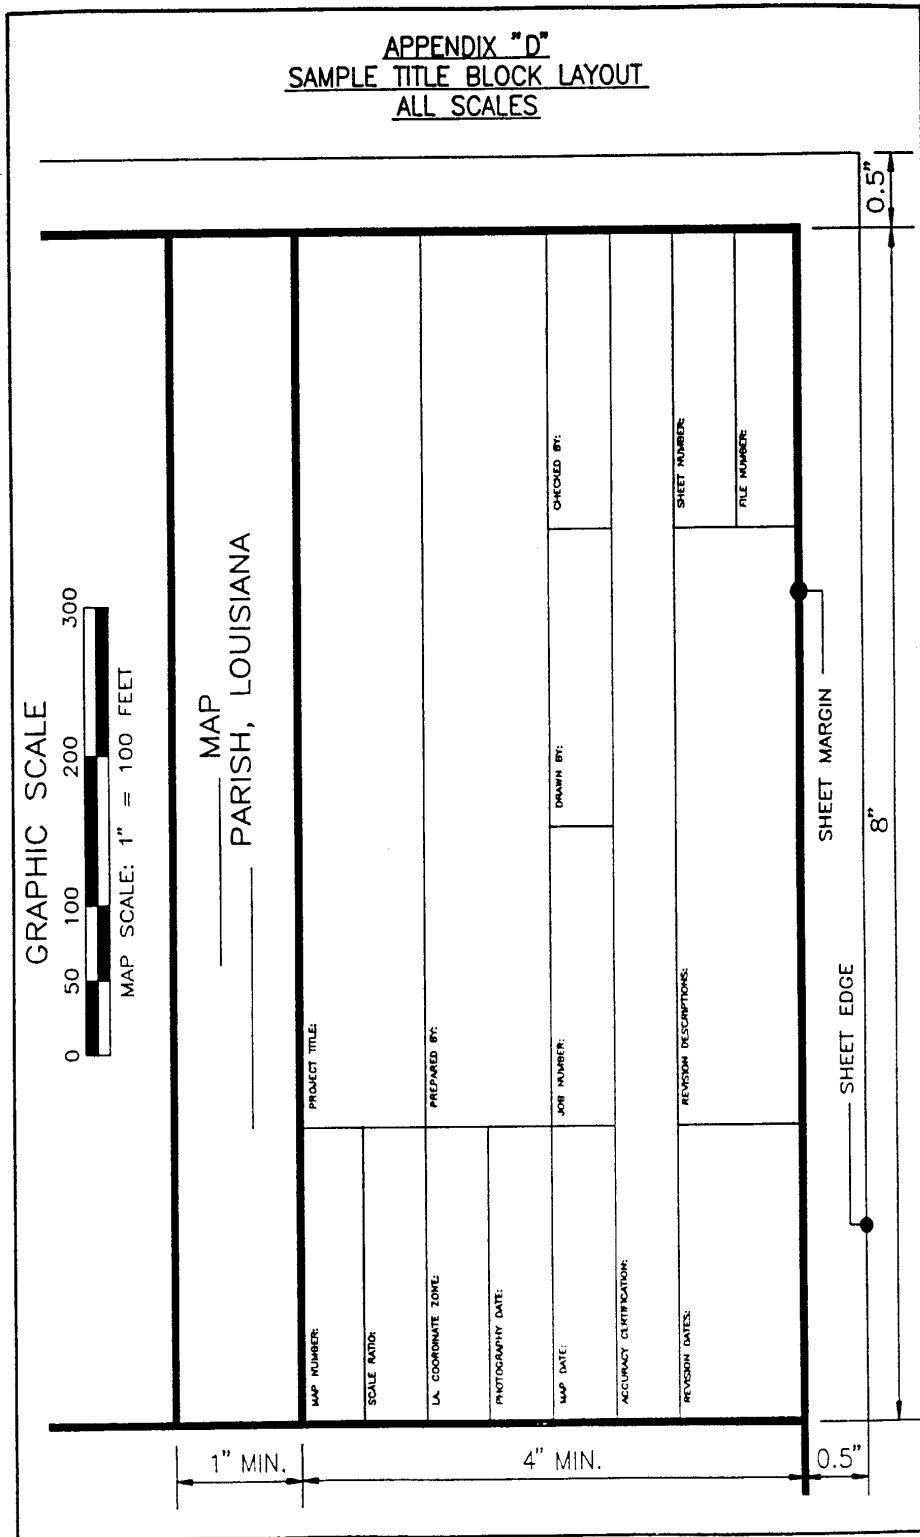 APPENDIX "D"
SAMPLE TITLE BLOCK LAYOUT
ALL SCALES
GRAPHIC SCALE
0 50 100 200 300
MAP SCALE: 1" = 100 FEET
MAP
PARISH, LOUISIANA
MAP NUMBER:
PROJECT TITLE:
SCALE RATIO:
LA. COORDINATE ZONE:
PREPARED BY:
PHOTOGRAPHY DATE:
MAP DATE:
JOB NUMBER:
DRAWN BY:
CHECKED BY:
ACCURACY CERTIFICATION:
REVISION DATES:
REVISION DESCRIPTIONS:
SHEET NUMBER:
FILE NUMBER:
SHEET MARGIN
SHEET EDGE
8"
0.5"
1" MIN.
4" MIN.
0.5"